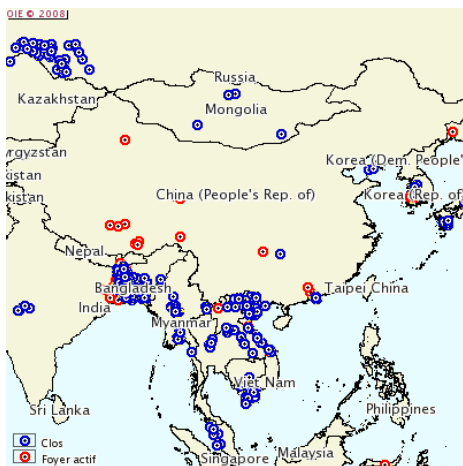 OIE © 2008
Russia
Kazakhstan
Mongolia
rgyzstan
Korea (Dem. People'
kistan
kistan
China (People's Rep. of)
Korea (Rep. of)
Nepal
Bangladesh
Taipei China
India
Myanmar
Viet Nam
Sri Lanka
Philippines
Clos
Singapore
Malaysia
Foyer actif